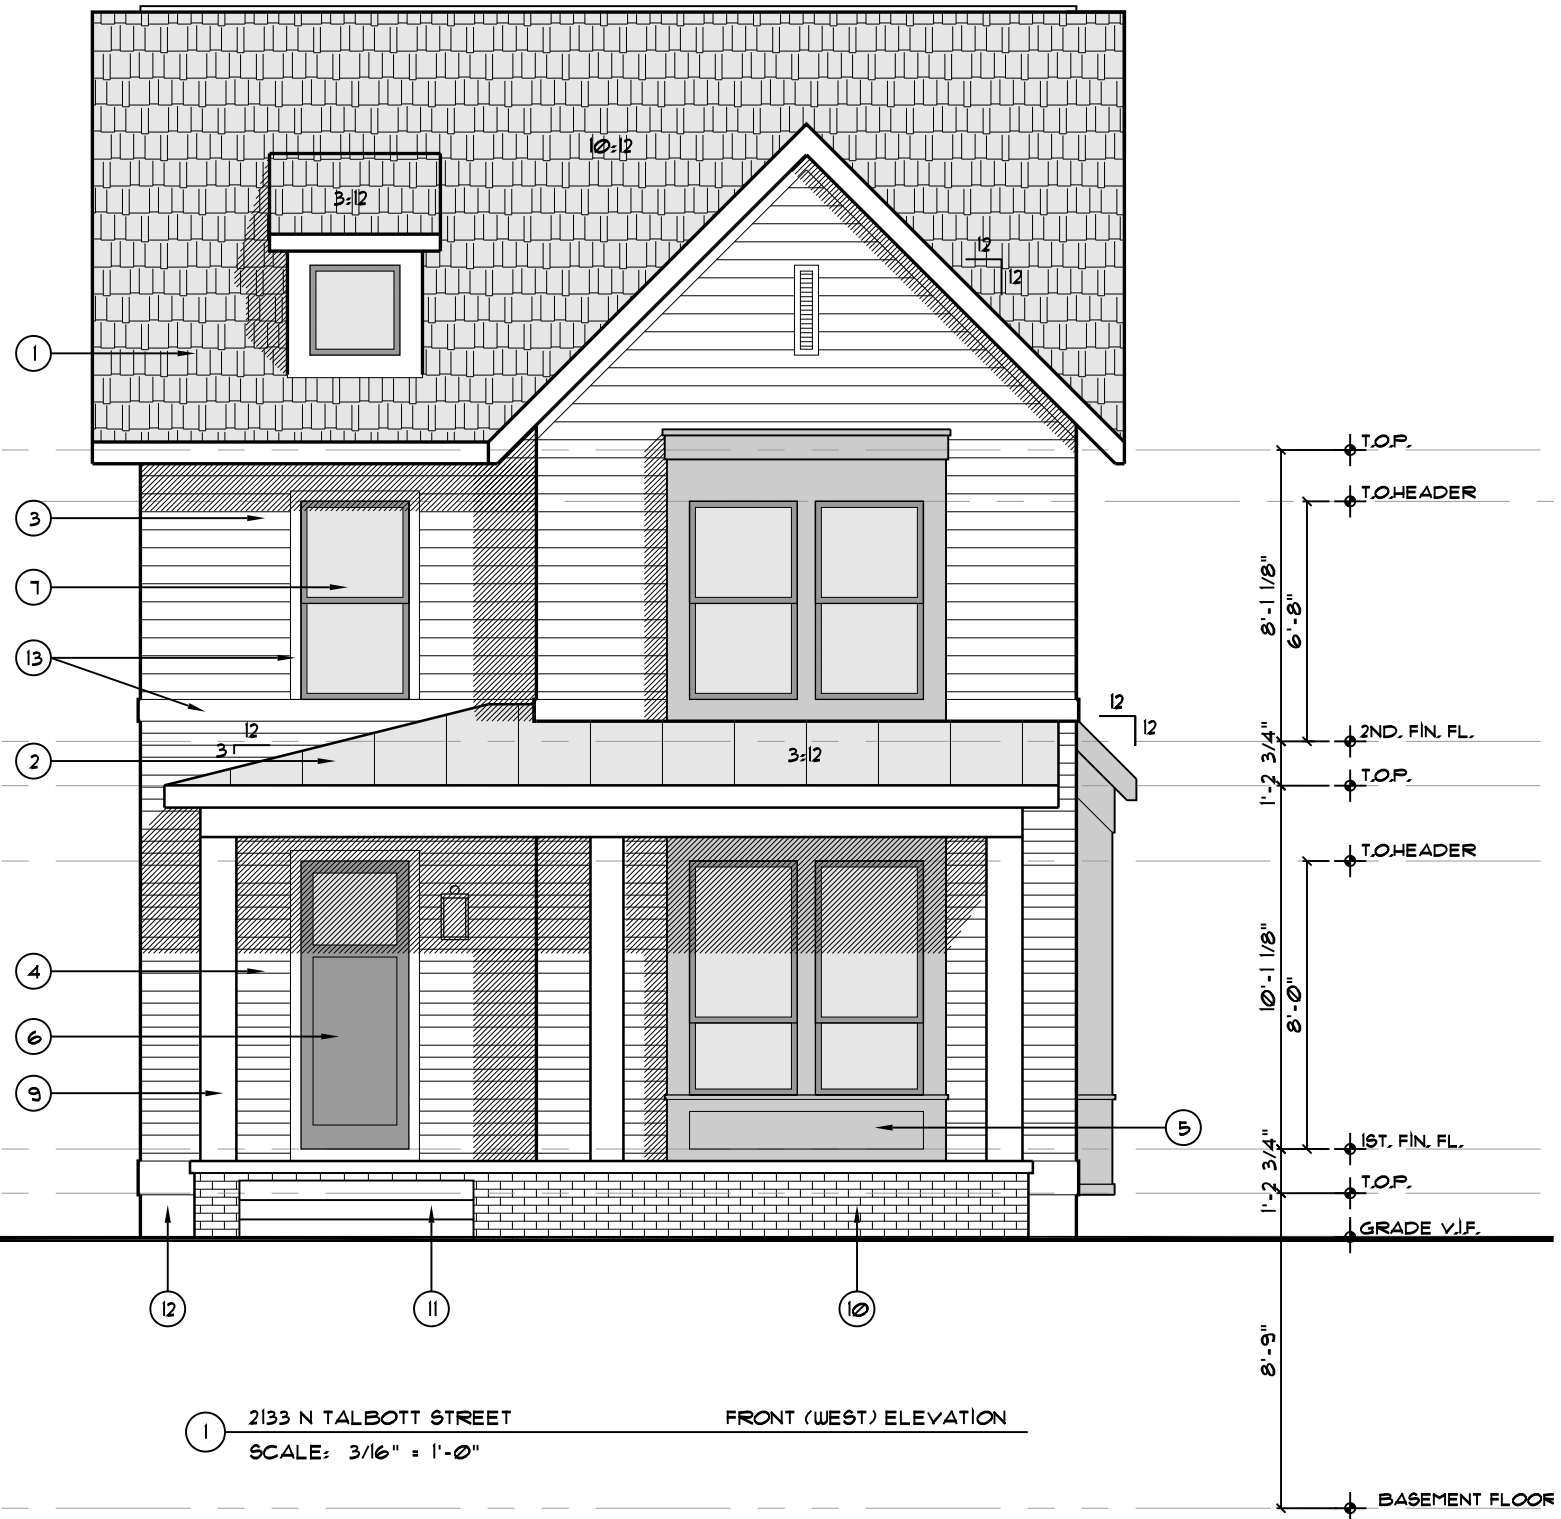 10:12
3:12
12
12
1
T.O.P.
3
T.O.HEADER
7
8'-1 1/8"
6'-8"
13
12
12
12
3
2
3:12
2ND. FIN. FL.
1'-2 3/4"
T.O.P.
T.O.HEADER
4
10'-1 1/8"
8'-0"
6
9
5
1ST. FIN. FL.
1'-2 3/4"
T.O.P.
GRADE V.I.F.
12
11
10
8'-9"
1
2133 N TALBOTT STREET FRONT (WEST) ELEVATION
SCALE: 3/16" = 1'-0"
BASEMENT FLOOR